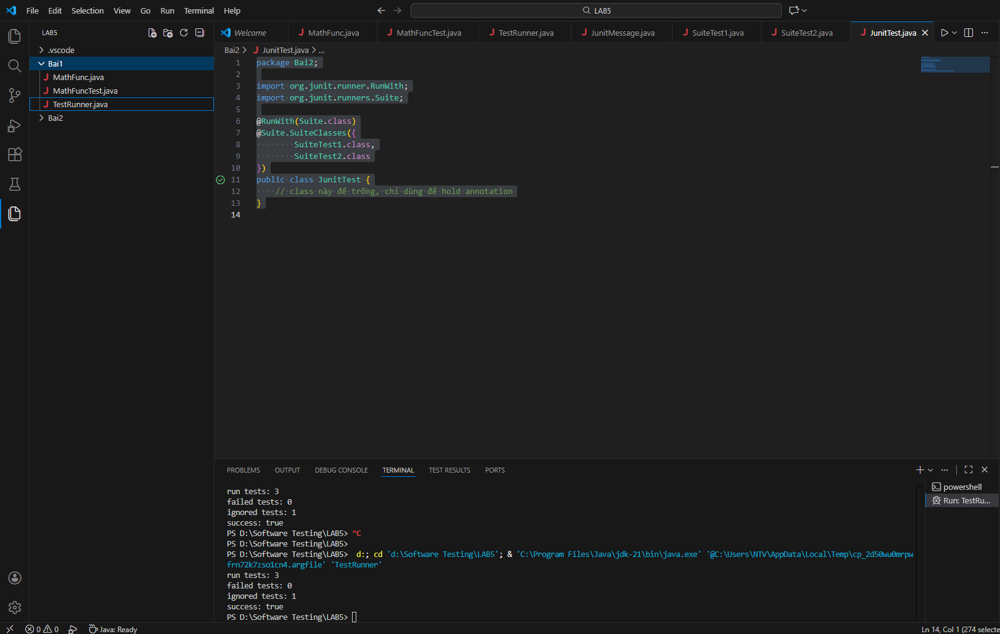 File Edit Selection View Go Run Terminal Help
LAB5
LAB5
.vscode
Bai1
MathFunc.java
MathFuncTest.java
TestRunner.java
Bai2
Welcome MathFunc.java MathFuncTest.java TestRunner.java JunitMessage.java SuiteTest1.java SuiteTest2.java JunitTest.java
Bai2 > JunitTest.java > ...
1 package Bai2;
2
3 import org.junit.runner.RunWith;
4 import org.junit.runners.Suite;
5
6 @RunWith(Suite.class)
7 @Suite.SuiteClasses({
8 SuiteTest1.class,
9 SuiteTest2.class
10 })
11 public class JunitTest {
12 // class này để trống, chỉ dùng để hold annotation
13 }
14
PROBLEMS OUTPUT DEBUG CONSOLE TERMINAL TEST RESULTS PORTS
powershell
Run: TestRu...
run tests: 3
failed tests: 0
ignored tests: 1
success: true
PS D:\Software Testing\LAB5> ^C
PS D:\Software Testing\LAB5>
PS D:\Software Testing\LAB5> d:; cd 'd:\Software Testing\LAB5'; & 'C:\Program Files\Java\jdk-21\bin\java.exe' '@C:\Users\NTV\AppData\Local\Temp\cp_2d50wu0mrpw
frn72k7zso1cn4.argfile' 'TestRunner'
run tests: 3
failed tests: 0
ignored tests: 1
success: true
PS D:\Software Testing\LAB5>
0 0 Java: Ready Ln 14, Col 1 (274 selecte